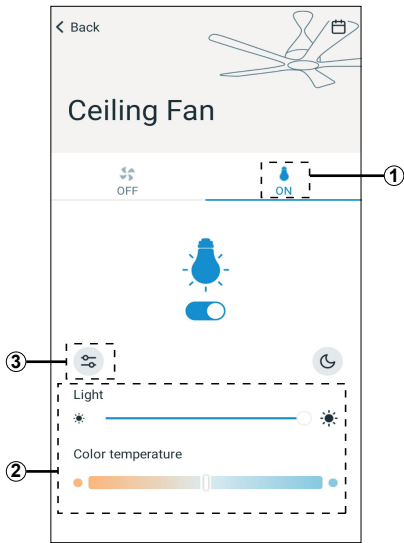 Back
Ceiling Fan
1
OFF
ON
3
Light
2
Color temperature